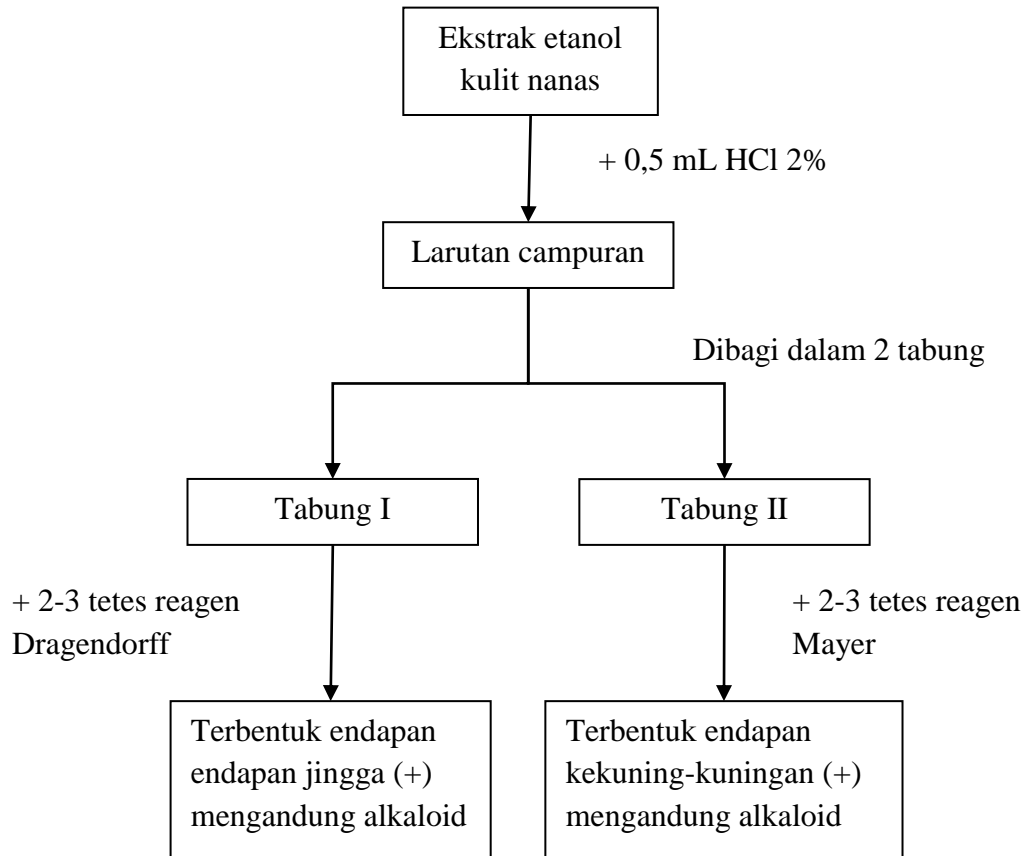 Ekstrak etanol
kulit nanas
+ 0,5 mL HCl 2%
Larutan campuran
Dibagi dalam 2 tabung
Tabung I
Tabung II
+ 2-3 tetes reagen
Dragendorff
+ 2-3 tetes reagen
Mayer
Terbentuk endapan
endapan jingga (+)
mengandung alkaloid
Terbentuk endapan
kekuning-kuningan (+)
mengandung alkaloid